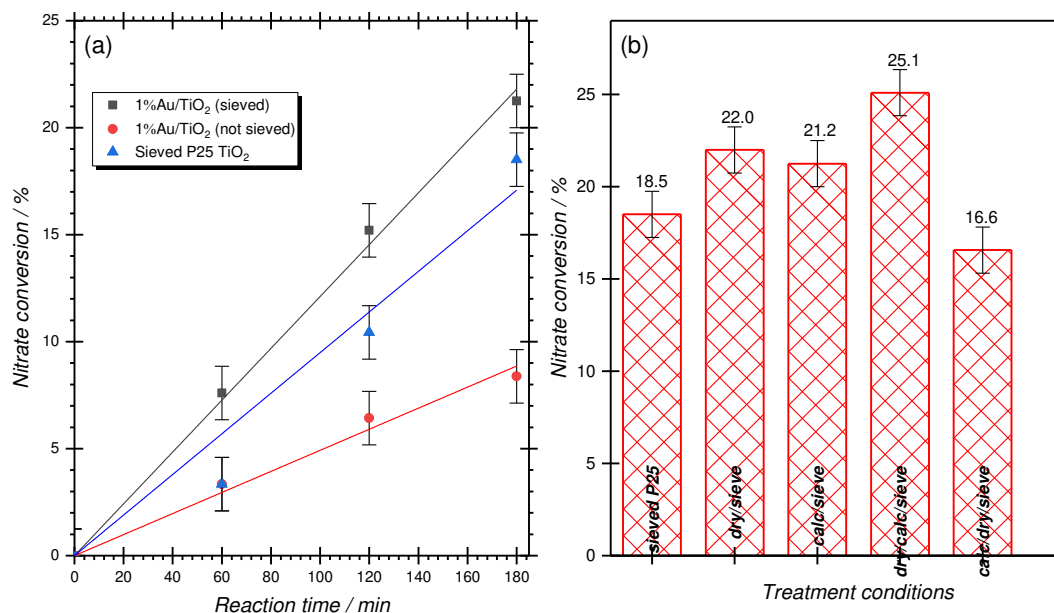 (a)
1%Au/TiO₂ (sieved)
1%Au/TiO₂ (not sieved)
Sieved P25 TiO₂
Nitrate conversion / %
25
20
15
10
5
0
0 20 40 60 80 100 120 140 160 180
Reaction time / min
(b)
Nitrate conversion / %
25
20
15
10
5
0
18.5
22.0
21.2
25.1
16.6
sieved P25
dry/sieve
calc/sieve
dry/calc/sieve
calc/dry/sieve
Treatment conditions